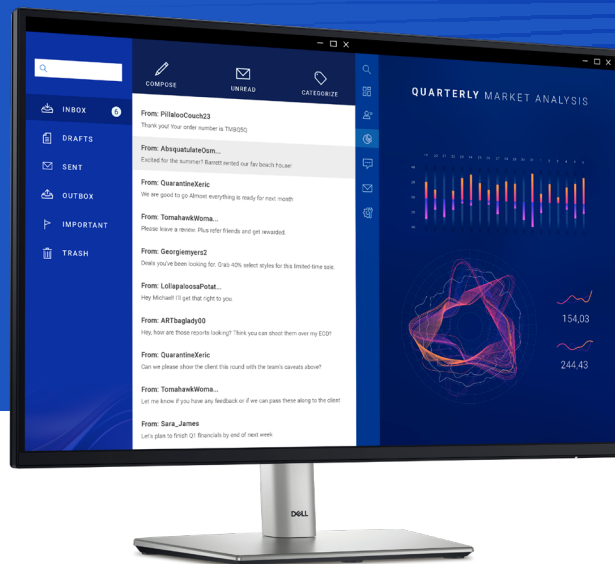 COMPOSE
UNREAD
CATEGORIZE
INBOX
6
DRAFTS
SENT
OUTBOX
IMPORTANT
TRASH
From: PillalooCouch23
Thank you! Your order number is TMBQ5Q
From: AbsquatulateOsm...
Excited for the summer? Barrett rented our fav beach house!
From: QuarantineXeric
We are good to go Almost everything is ready for next month
From: TomahawkWoma...
Please leave a review. Plus refer friends and get rewarded.
From: Georgiemyers2
Deals you've been looking for. Grab 40% select styles for this limited-time sale.
From: LollapaloosaPotat...
Hey Michael! I'll get that right to you
From: ARTbaglady00
Hey, how are those reports looking? Think you can shoot them over my EOD?
From: QuarantineXeric
Can we please show the client this round with the team's caveats above?
From: TomahawkWoma...
Let me know if you have any feedback or if we can pass these along to the client
From: Sara_James
Let's plan to finish Q1 financials by end of next week
QUARTERLY MARKET ANALYSIS
154,03
244,43
DELL